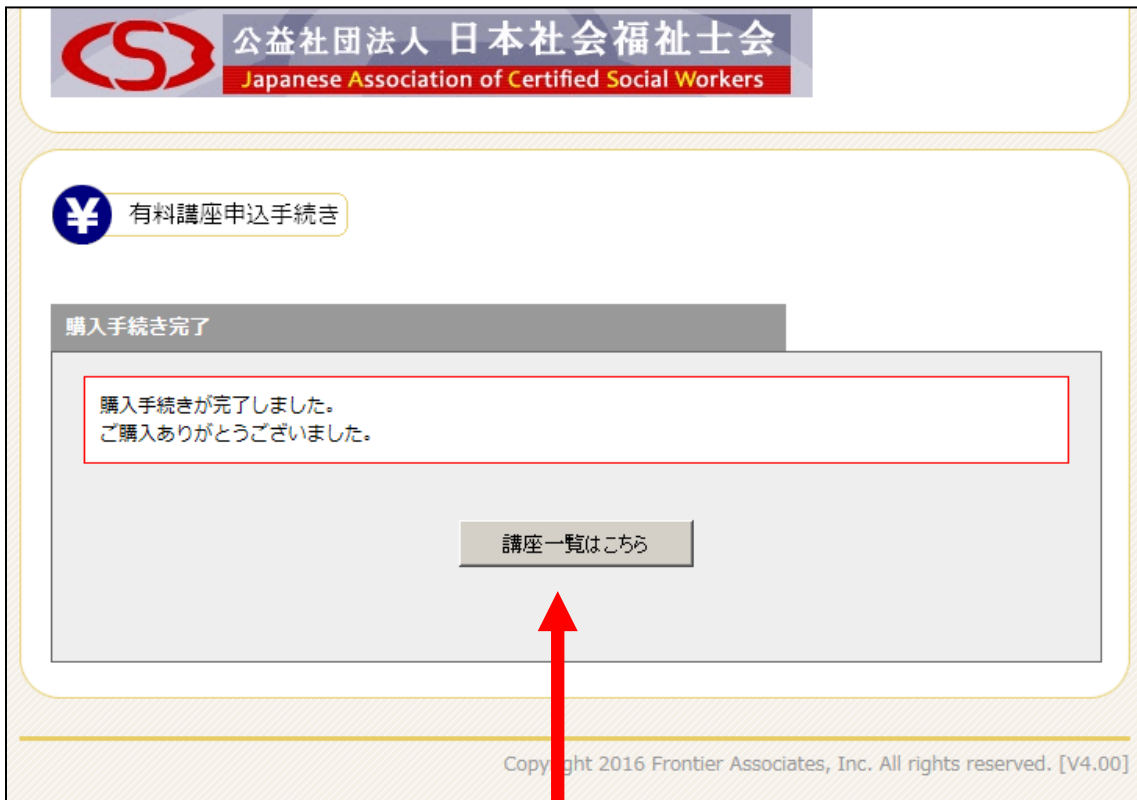 公益社団法人 日本社会福祉士会
Japanese Association of Certified Social Workers
¥ 有料講座申込手続き
購入手続き完了
購入手続きが完了しました。
ご購入ありがとうございました。
講座一覧はこちら
2016 Frontier Associates, Inc. All rights reserved. [V4.00]